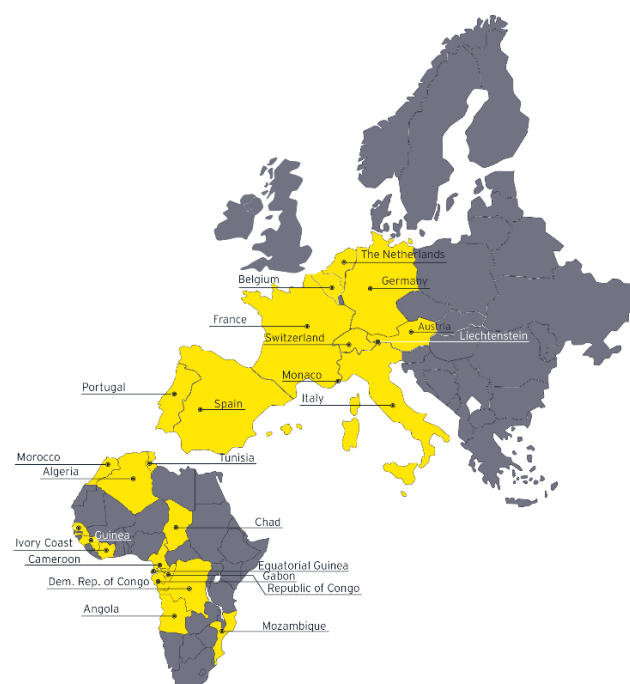 The Netherlands
Belgium
Germany
France
Austria
Switzerland
Liechtenstein
Monaco
Portugal
Italy
Spain
Morocco
Tunisia
Algeria
Chad
Guinea
Ivory Coast
Cameroon
Equatorial Guinea
Gabon
Dem. Rep. of Congo
Republic of Congo
Angola
Mozambique